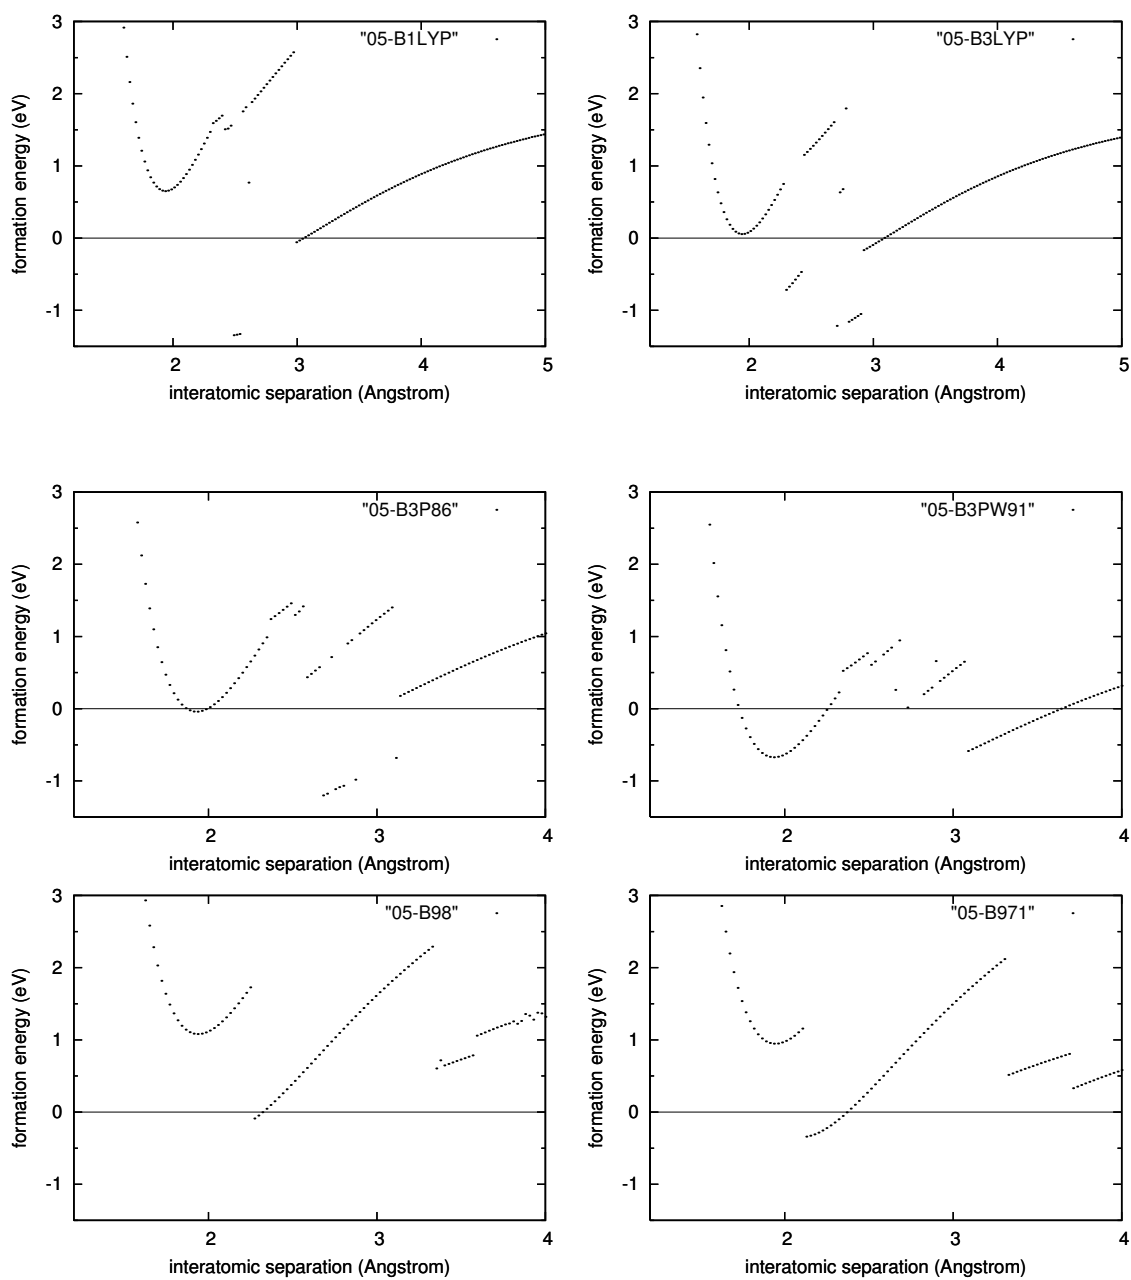 "05-B1LYP"
formation energy (eV)
3
2
1
0
-1
2 3 4 5
interatomic separation (Angstrom)
"05-B3LYP"
formation energy (eV)
3
2
1
0
-1
2 3 4 5
interatomic separation (Angstrom)
"05-B3P86"
formation energy (eV)
3
2
1
0
-1
2 3 4
interatomic separation (Angstrom)
"05-B3PW91"
formation energy (eV)
3
2
1
0
-1
2 3 4
interatomic separation (Angstrom)
"05-B98"
formation energy (eV)
3
2
1
0
-1
2 3 4
interatomic separation (Angstrom)
"05-B971"
formation energy (eV)
3
2
1
0
-1
2 3 4
interatomic separation (Angstrom)